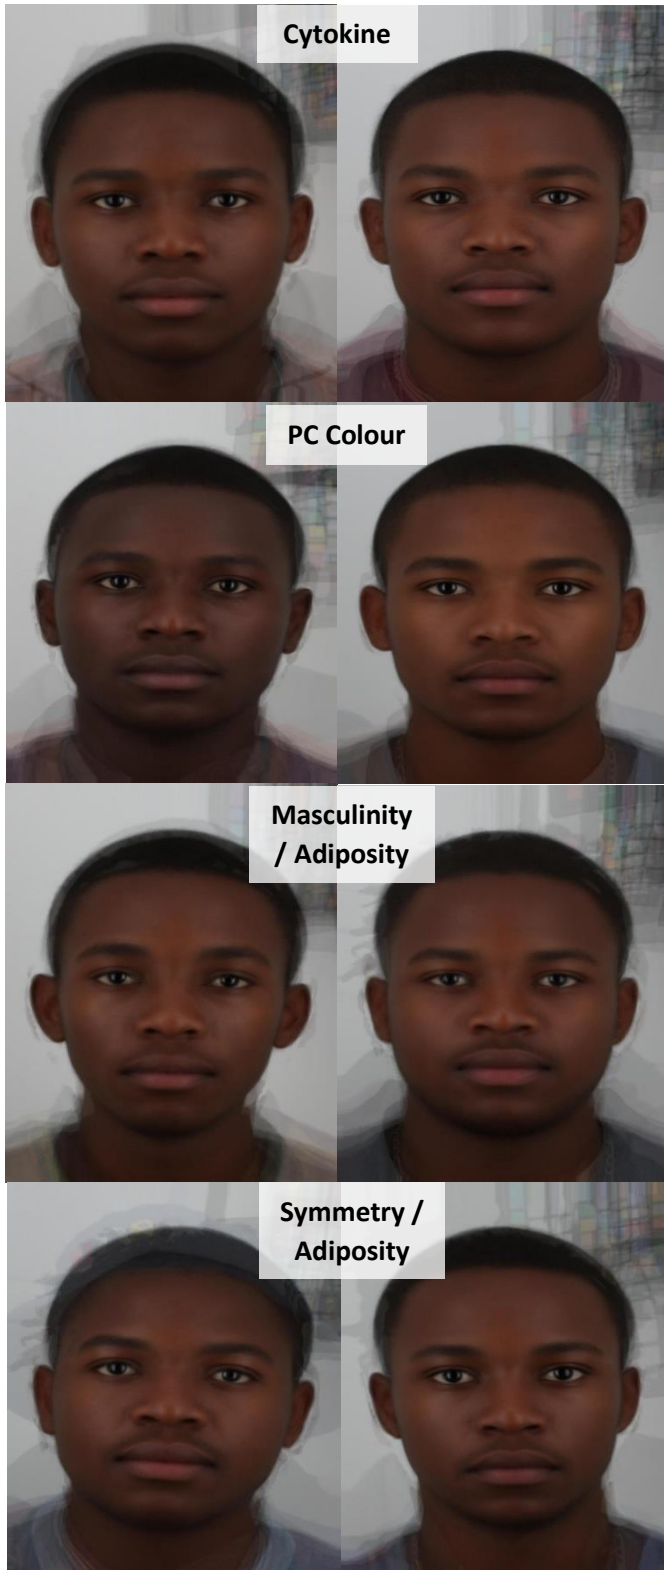 Cytokine
PC Colour
Masculinity
/ Adiposity
Symmetry /
Adiposity